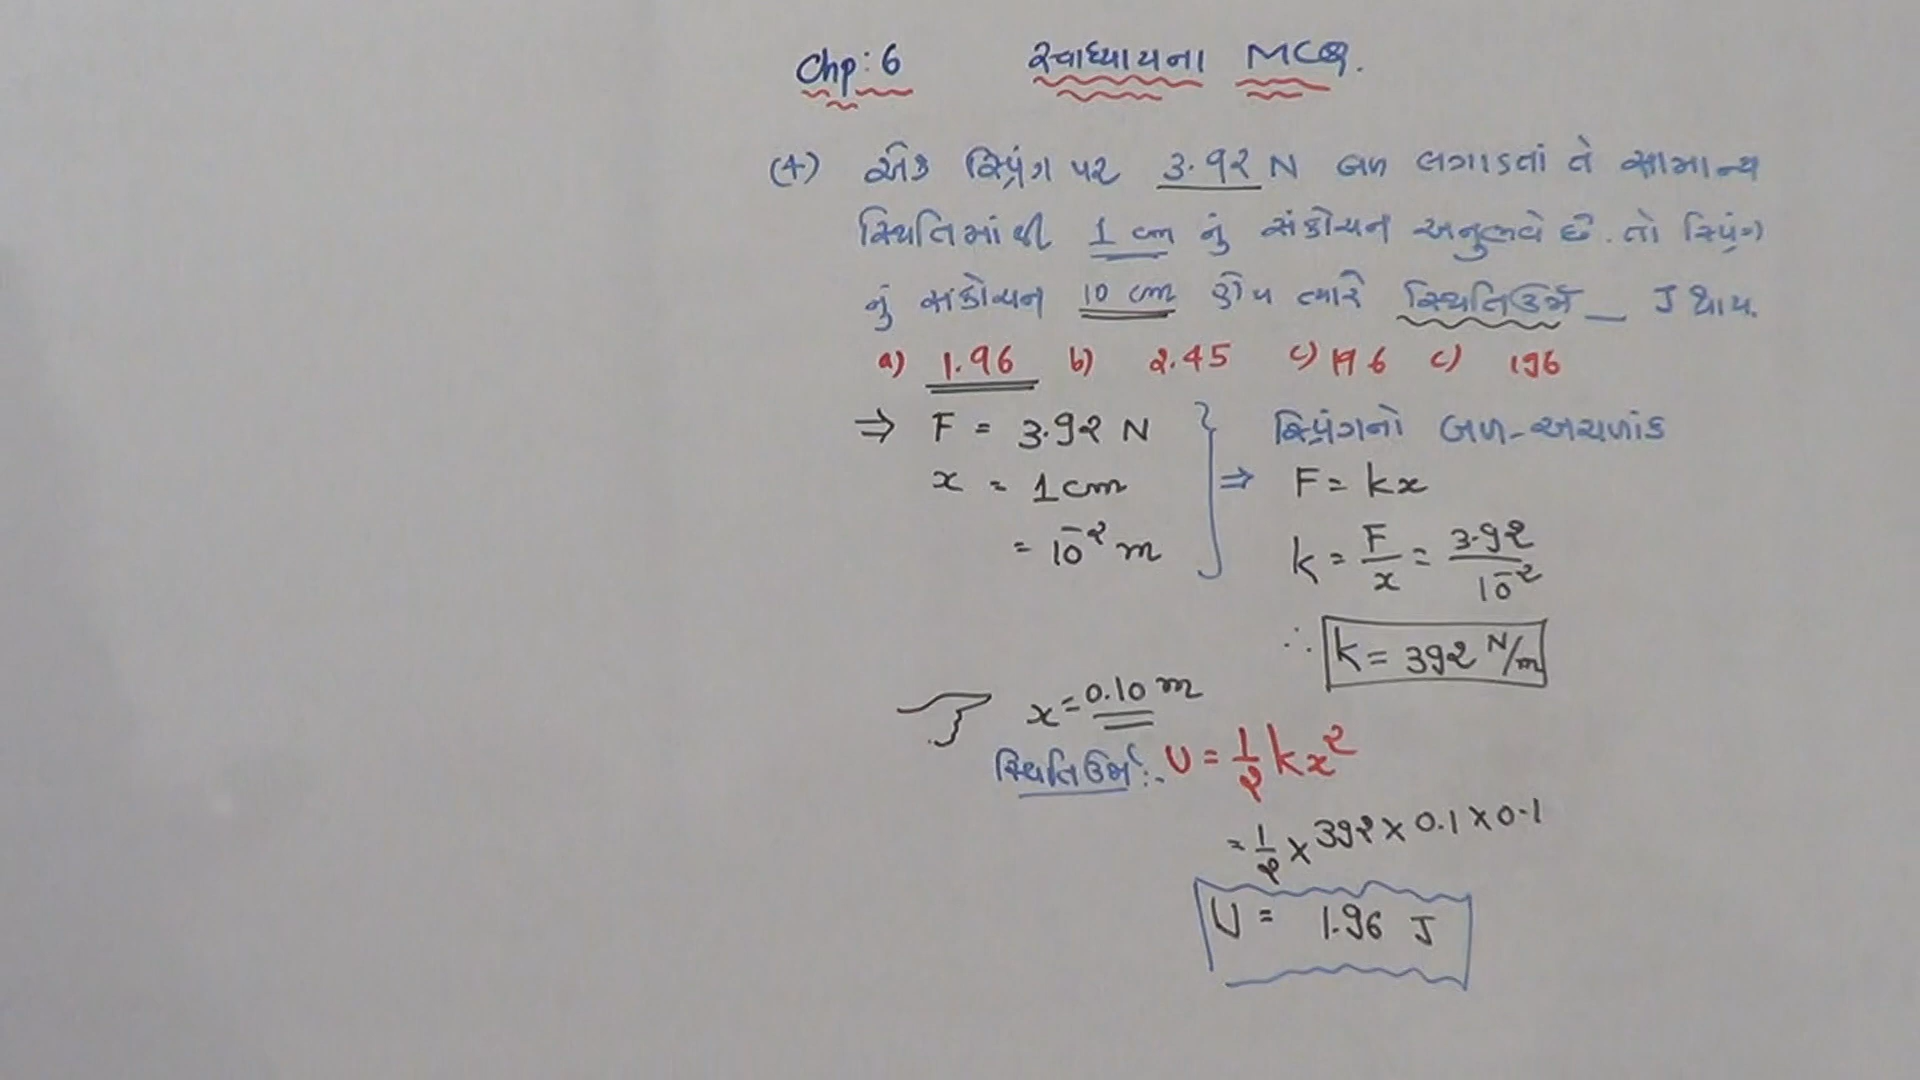 Chp: 6 સ્વાધ્યાયના MCQ.
(4) એક સ્પ્રિંગ પર 3.92 N બળ લગાડતાં તે સામાન્ય
સ્થિતિમાંથી 1 cm નું સંકોચન અનુભવે છે. તો સ્પ્રિંગ
નું સંકોચન 10 cm હોય ત્યારે સ્થિતિઉર્જા _ J થાય.
a) 1.96 b) 2.45 c) 19 6 c) 196
⇒ F = 3.92 N
x = 1 cm
= 10⁻² m
⇒ સ્પ્રિંગનો બળ-અચળાંક
F = kx
k = F/x = 3.92/10⁻²
∴ k = 392 N/m
x = 0.10 m
સ્થિતિઉર્જા :- U = 1/2 kx²
= 1/2 × 392 × 0.1 × 0.1
U = 1.96 J